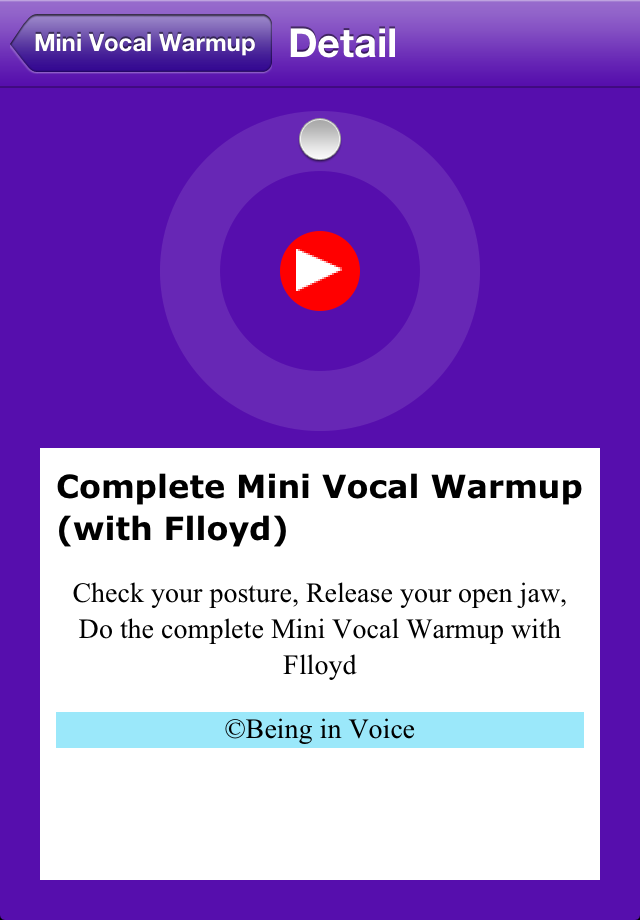 Mini Vocal Warmup
Detail
Complete Mini Vocal Warmup
(with Flloyd)
Check your posture, Release your open jaw,
Do the complete Mini Vocal Warmup with
Flloyd
©Being in Voice